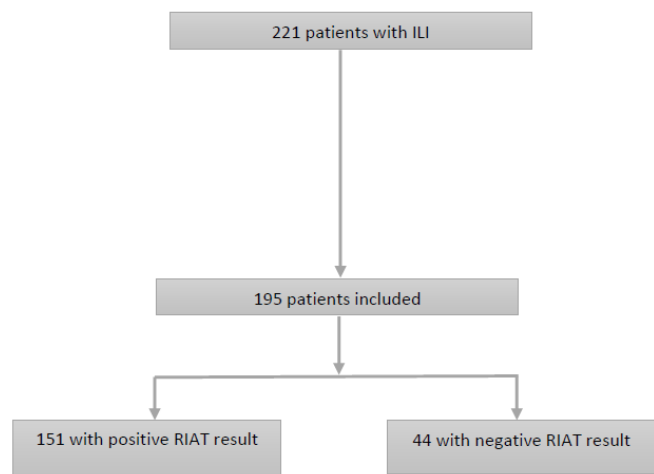 221 patients with ILI
195 patients included
151 with positive RIAT result
44 with negative RIAT result